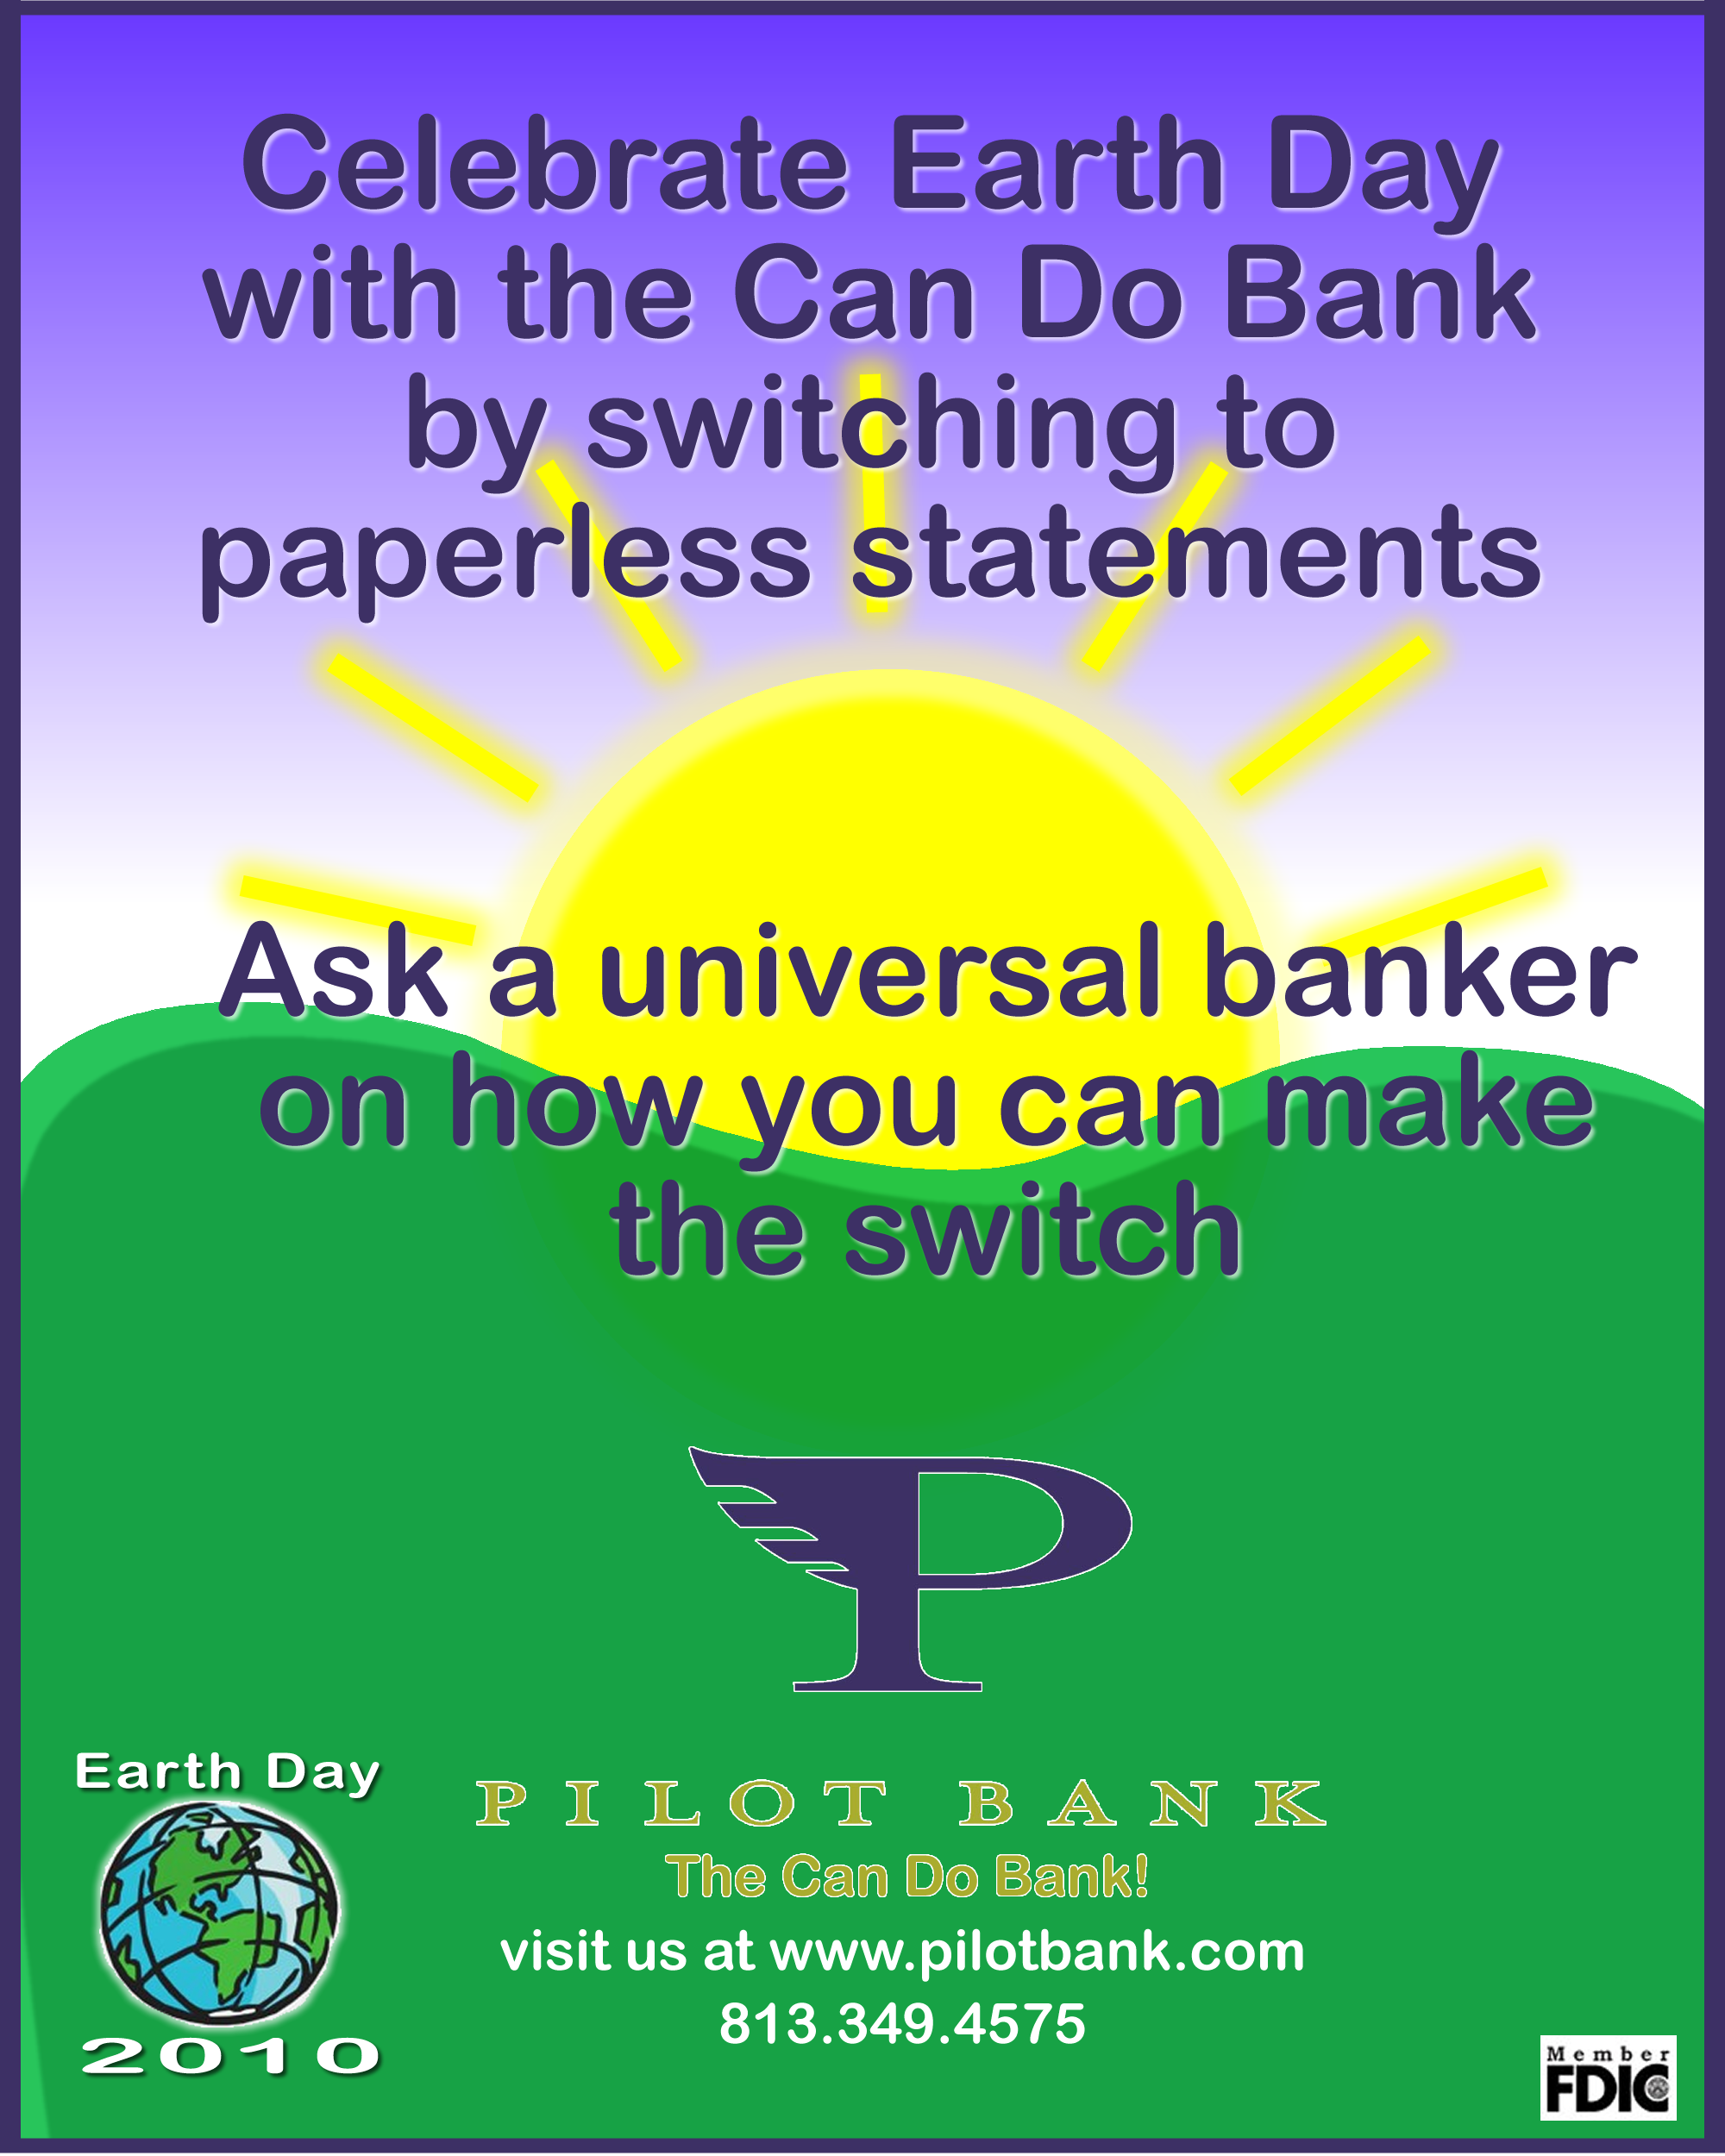 Celebrate Earth Day
with the Can Do Bank
by switching to
paperless statements
Ask a universal banker
on how you can make
the switch
P
Earth Day
2010
PILOT BANK
The Can Do Bank!
visit us at www.pilotbank.com
813.349.4575
Member
FDIC